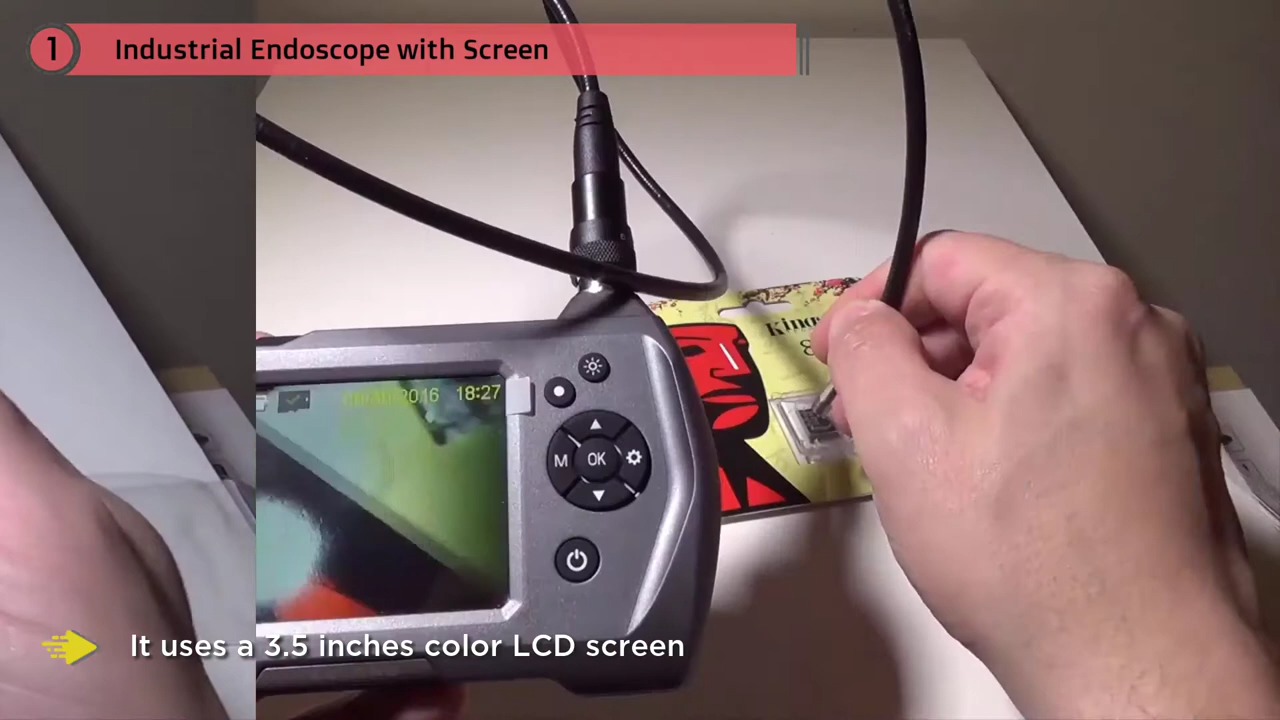 1
Industrial Endoscope with Screen
18:27
M
OK
It uses a 3.5 inches color LCD screen